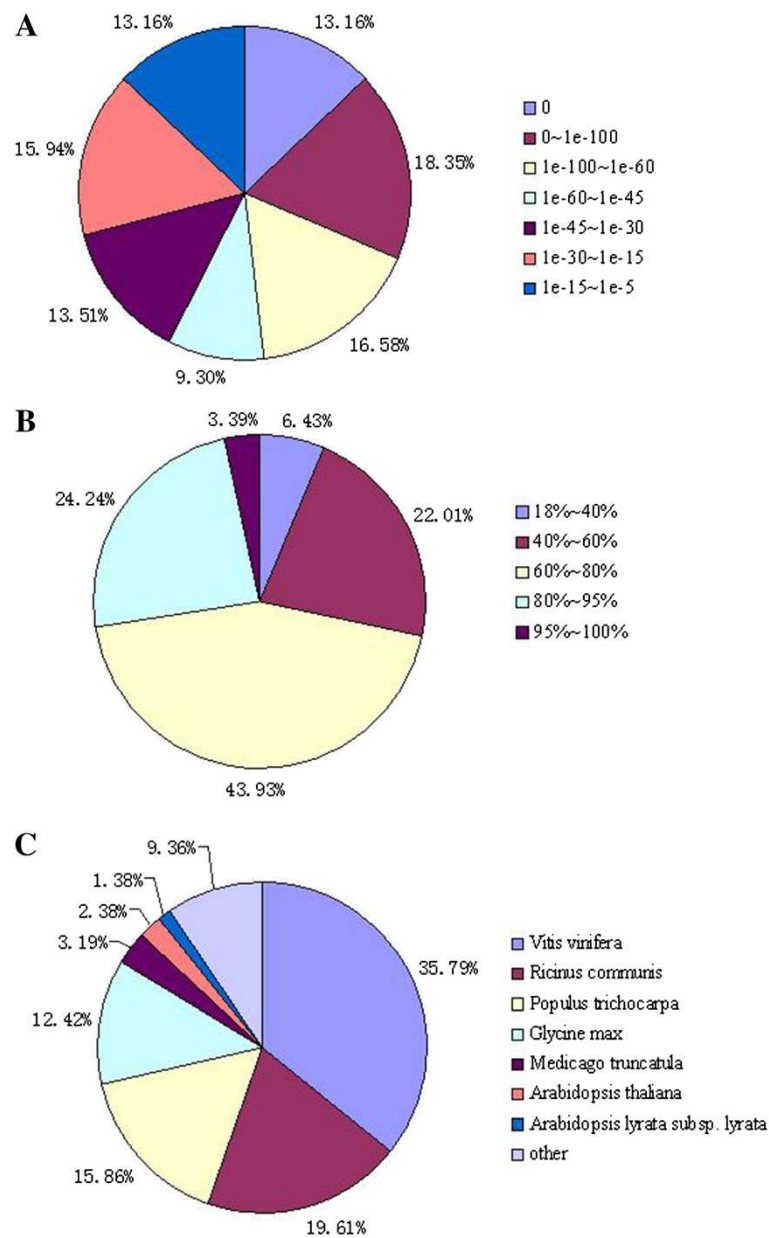 A
13.16%
13.16%
18.35%
16.58%
9.30%
13.51%
15.94%
0
0~1e-100
1e-100~1e-60
1e-60~1e-45
1e-45~1e-30
1e-30~1e-15
1e-15~1e-5
B
3.39%
6.43%
22.01%
43.93%
24.24%
18%~40%
40%~60%
60%~80%
80%~95%
95%~100%
C
9.36%
1.38%
2.38%
3.19%
12.42%
15.86%
19.61%
35.79%
Vitis vinifera
Ricinus communis
Populus trichocarpa
Glycine max
Medicago truncatula
Arabidopsis thaliana
Arabidopsis lyrata subsp. lyrata
other